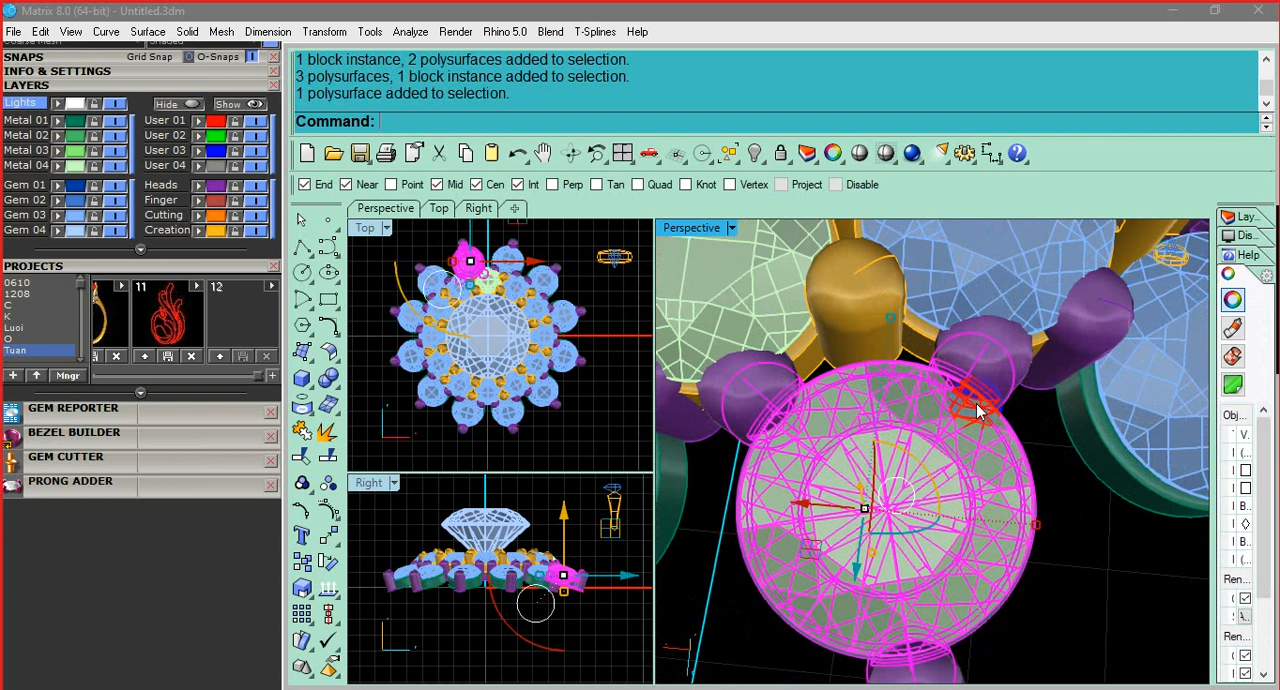 Matrix 8.0 (64-bit) - Untitled.3dm
File Edit View Curve Surface Solid Mesh Dimension Transform Tools Analyze Render Rhino 5.0 Blend T-Splines Help
SNAPS Grid Snap O-Snaps
INFO & SETTINGS
LAYERS
Lights Hide Show
Metal 01 User 01
Metal 02 User 02
Metal 03 User 03
Metal 04 User 04
Gem 01 Heads
Gem 02 Finger
Gem 03 Cutting
Gem 04 Creation
PROJECTS
0610
1208
C
K
Luoi
O
Tuan
11 12
Mngr
GEM REPORTER
BEZEL BUILDER
GEM CUTTER
PRONG ADDER
1 block instance, 2 polysurfaces added to selection.
3 polysurfaces, 1 block instance added to selection.
1 polysurface added to selection.
Command:
End Near Point Mid Cen Int Perp Tan Quad Knot Vertex Project Disable
Perspective Top Right
Top
Perspective
Right
Lay...
Dis...
Help
Obj...
V.
(...
B..
B..
(...
Ren...
(
A..
Ren...